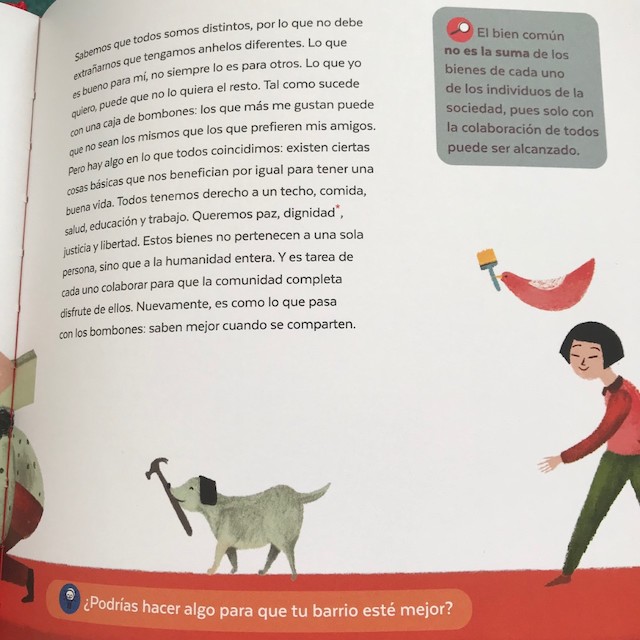 Sabemos que todos somos distintos, por lo que no debe
extrañarnos que tengamos anhelos diferentes. Lo que
es bueno para mí, no siempre lo es para otros. Lo que yo
quiero, puede que no lo quiera el resto. Tal como sucede
con una caja de bombones: los que más me gustan puede
que no sean los mismos que los que prefieren mis amigos.
Pero hay algo en lo que todos coincidimos: existen ciertas
cosas básicas que nos benefician por igual para tener una
buena vida. Todos tenemos derecho a un techo, comida,
salud, educación y trabajo. Queremos paz, dignidad*,
justicia y libertad. Estos bienes no pertenecen a una sola
persona, sino que a la humanidad entera. Y es tarea de
cada uno colaborar para que la comunidad completa
disfrute de ellos. Nuevamente, es como lo que pasa
con los bombones: saben mejor cuando se comparten.
El bien común
no es la suma de los
bienes de cada uno
de los individuos de la
sociedad, pues solo con
la colaboración de todos
puede ser alcanzado.
¿Podrías hacer algo para que tu barrio esté mejor?